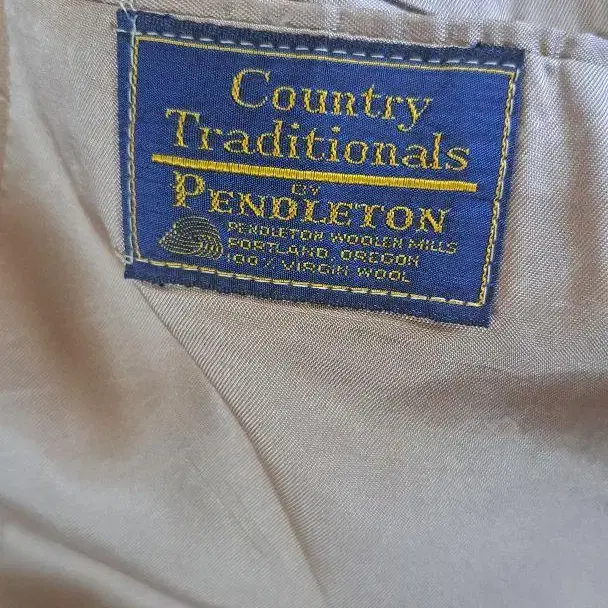 Country
Traditionals
BY
PENDLETON
PENDLETON WOOLEN MILLS
PORTLAND, OREGON
100% VIRGIN WOOL